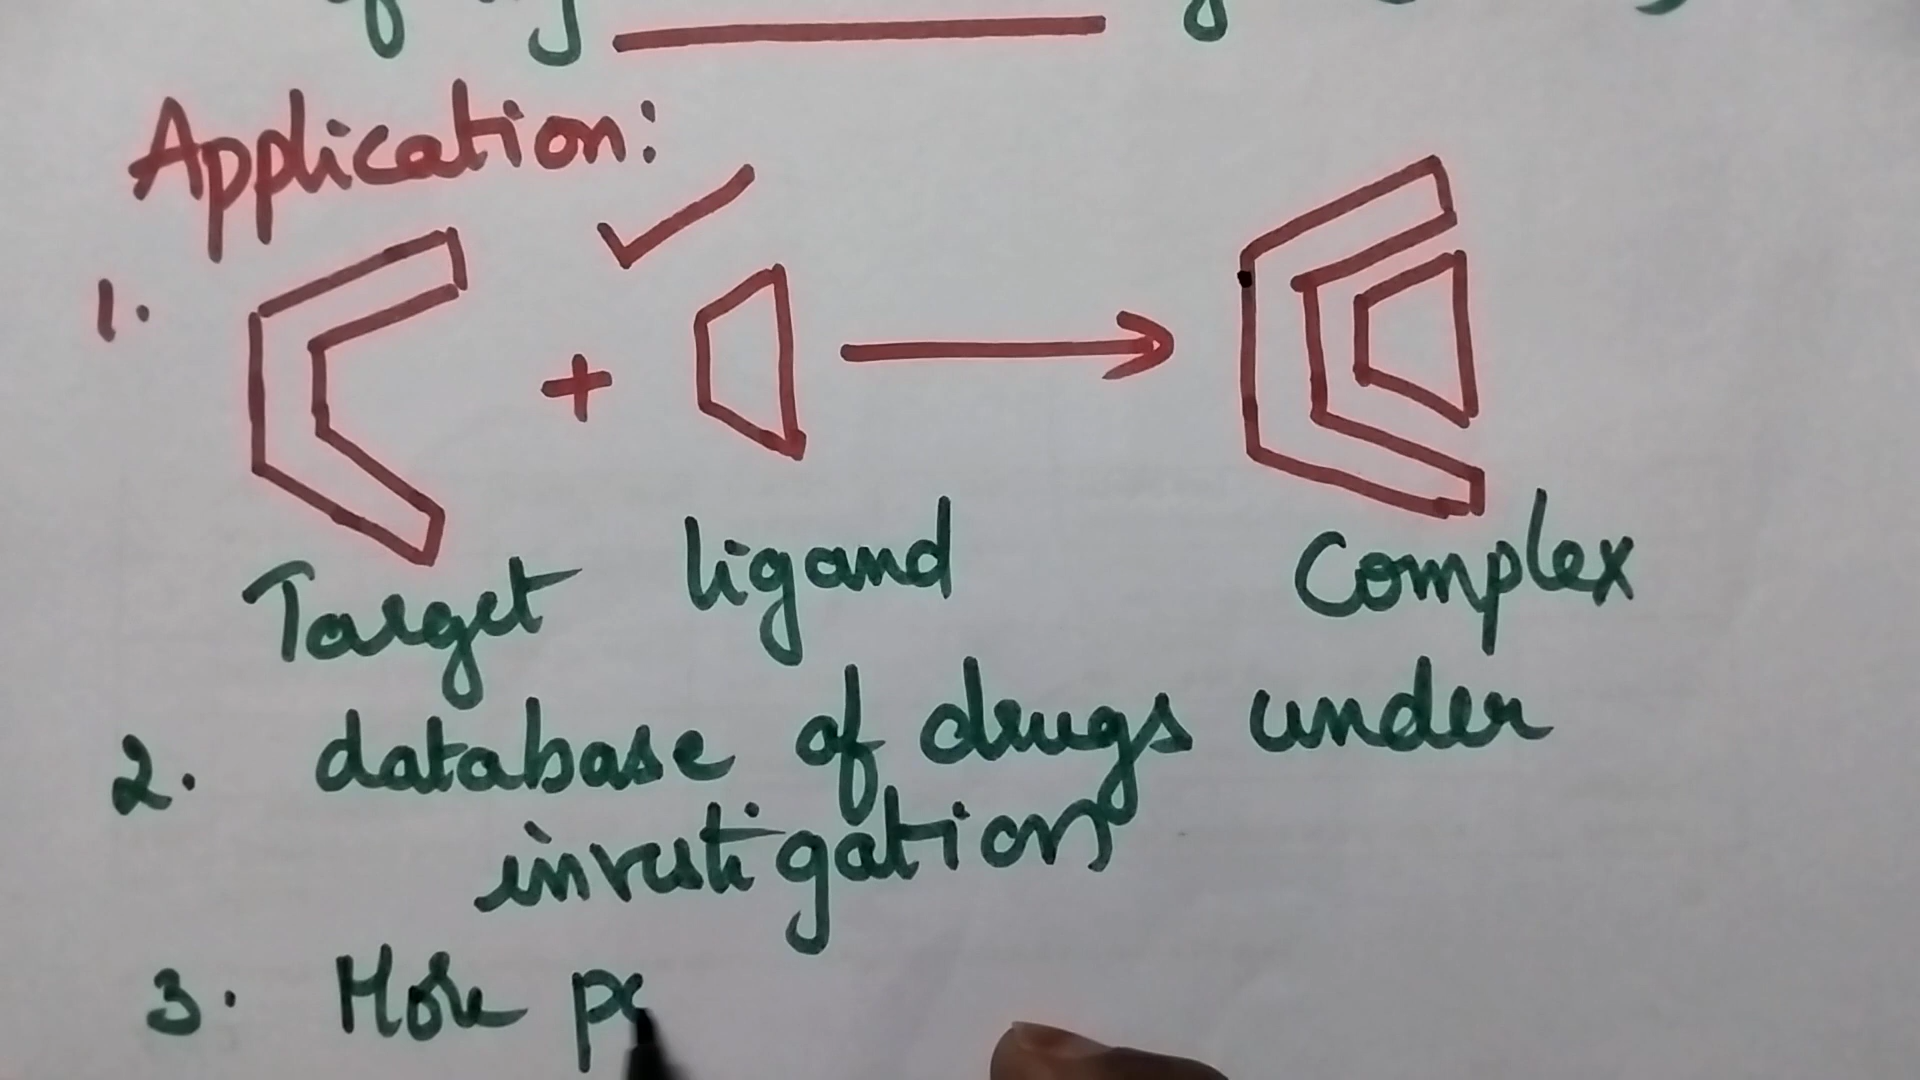 Application:
1.
+
Target ligand Complex
2. database of drugs under
investigation
3. More